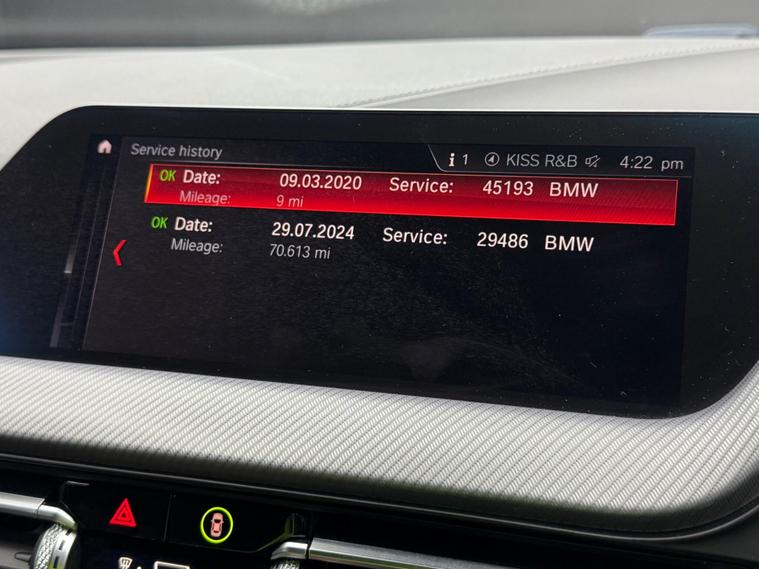 Service history
i 1 KISS R&B 4:22 pm
OK Date: 09.03.2020 Service: 45193 BMW
Mileage: 9 mi
OK Date: 29.07.2024 Service: 29486 BMW
Mileage: 70.613 mi